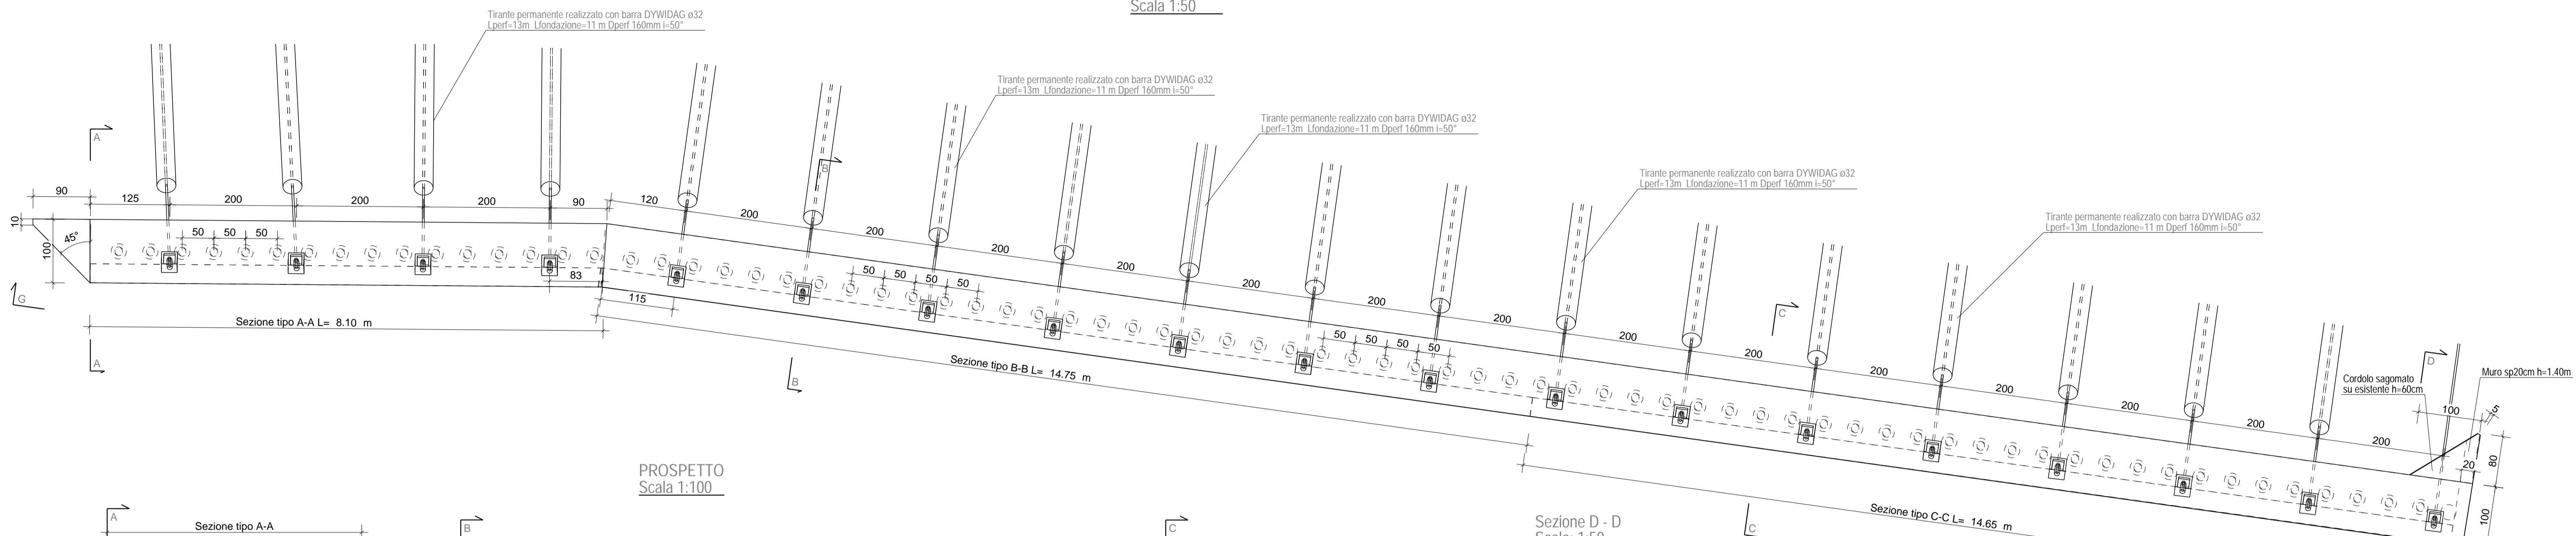 Scala 1:50
Tirante permanente realizzato con barra DYWIDAG ø32
Lperf=13m Lfondazione=11 m Dperf 160mm i=50°
Tirante permanente realizzato con barra DYWIDAG ø32
Lperf=13m Lfondazione=11 m Dperf 160mm i=50°
Tirante permanente realizzato con barra DYWIDAG ø32
Lperf=13m Lfondazione=11 m Dperf 160mm i=50°
Tirante permanente realizzato con barra DYWIDAG ø32
Lperf=13m Lfondazione=11 m Dperf 160mm i=50°
Tirante permanente realizzato con barra DYWIDAG ø32
Lperf=13m Lfondazione=11 m Dperf 160mm i=50°
A
B
C
D
90
125
200
200
200
90
120
200
200
200
200
200
200
200
200
200
200
200
200
200
200
10
100
45°
50
50
50
83
115
50
50
50
50
50
50
50
50
G
Sezione tipo A-A L= 8.10 m
A
Sezione tipo B-B L= 14.75 m
B
Cordolo sagomato
su esistente h=60cm
Muro sp20cm h=1.40m
100
5
80
20
100
Sezione tipo C-C L= 14.65 m
C
PROSPETTO
Scala 1:100
A
Sezione tipo A-A
B
C
Sezione D - D
Scala: 1:50